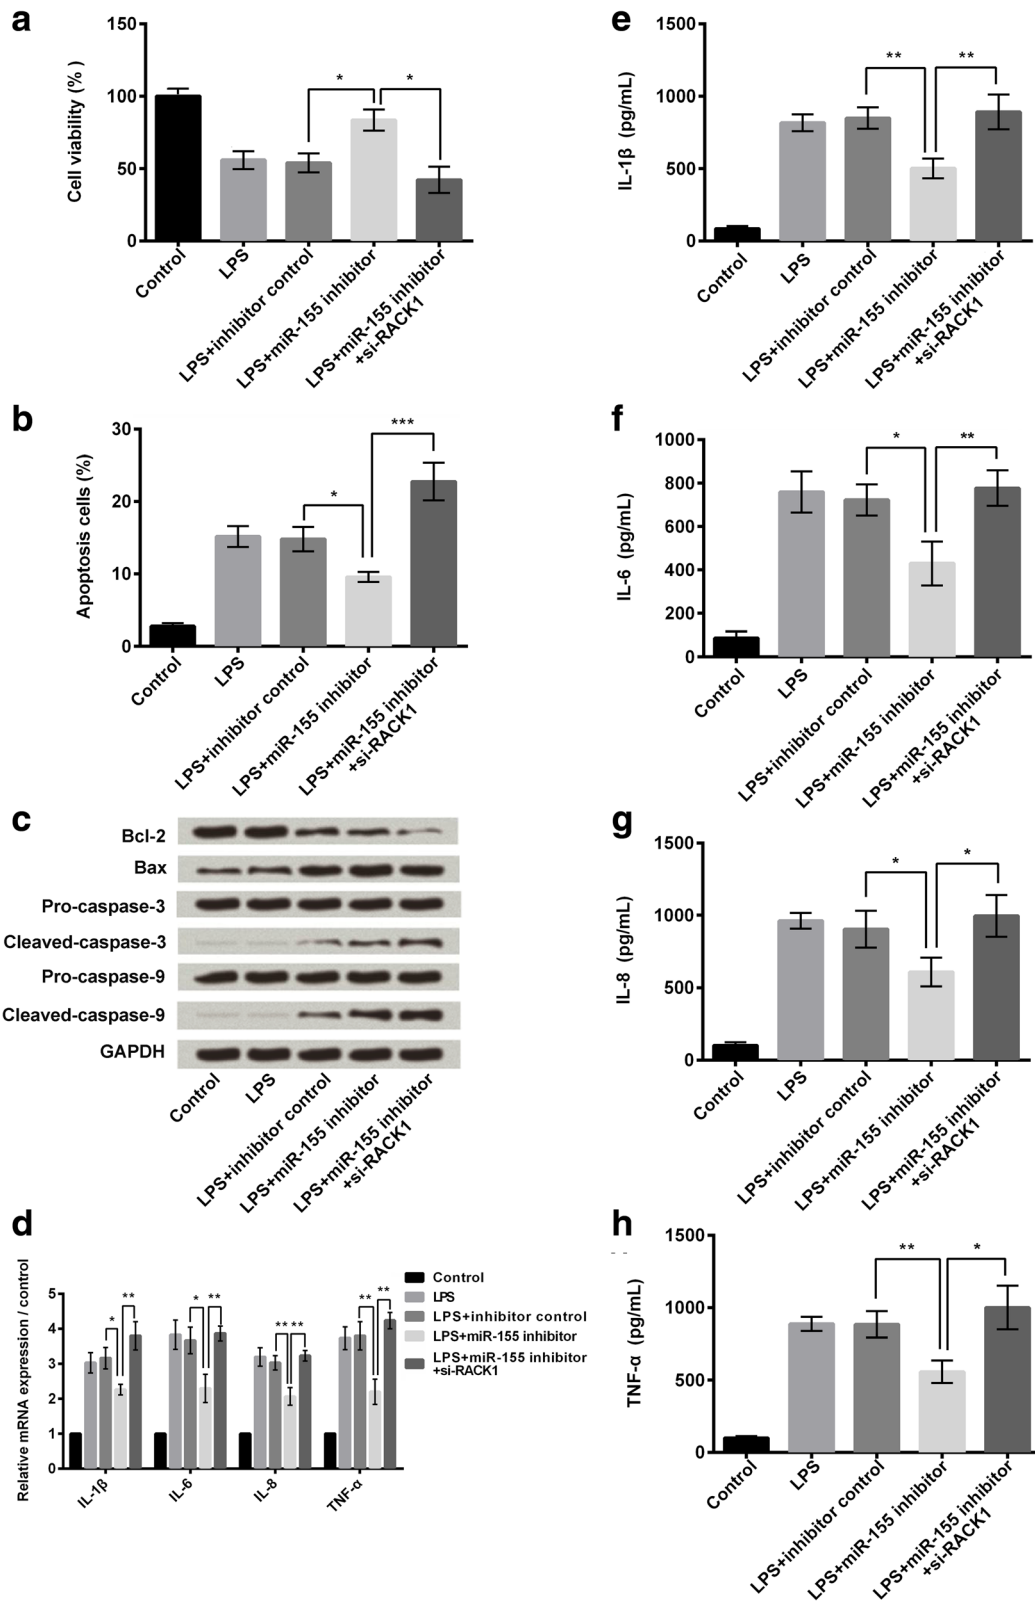 a
Cell viability (%)
150
100
50
0
*
*
Control
LPS
LPS+inhibitor control
LPS+miR-155 inhibitor
LPS+miR-155 inhibitor
+si-RACK1
b
Apoptosis cells (%)
30
20
10
0
*
***
Control
LPS
LPS+inhibitor control
LPS+miR-155 inhibitor
LPS+miR-155 inhibitor
+si-RACK1
c
Bcl-2
Bax
Pro-caspase-3
Cleaved-caspase-3
Pro-caspase-9
Cleaved-caspase-9
GAPDH
Control
LPS
LPS+inhibitor control
LPS+miR-155 inhibitor
LPS+miR-155 inhibitor
+si-RACK1
d
Relative mRNA expression / control
5
4
3
2
1
0
*
**
*
**
**
**
**
**
IL-1β
IL-6
IL-8
TNF-α
Control
LPS
LPS+inhibitor control
LPS+miR-155 inhibitor
LPS+miR-155 inhibitor
+si-RACK1
e
IL-1β (pg/mL)
1500
1000
500
0
**
**
Control
LPS
LPS+inhibitor control
LPS+miR-155 inhibitor
LPS+miR-155 inhibitor
+si-RACK1
f
IL-6 (pg/mL)
1000
800
600
400
200
0
*
**
Control
LPS
LPS+inhibitor control
LPS+miR-155 inhibitor
LPS+miR-155 inhibitor
+si-RACK1
g
IL-8 (pg/mL)
1500
1000
500
0
*
*
Control
LPS
LPS+inhibitor control
LPS+miR-155 inhibitor
LPS+miR-155 inhibitor
+si-RACK1
h
TNF-α (pg/mL)
1500
1000
500
0
**
*
Control
LPS
LPS+inhibitor control
LPS+miR-155 inhibitor
LPS+miR-155 inhibitor
+si-RACK1